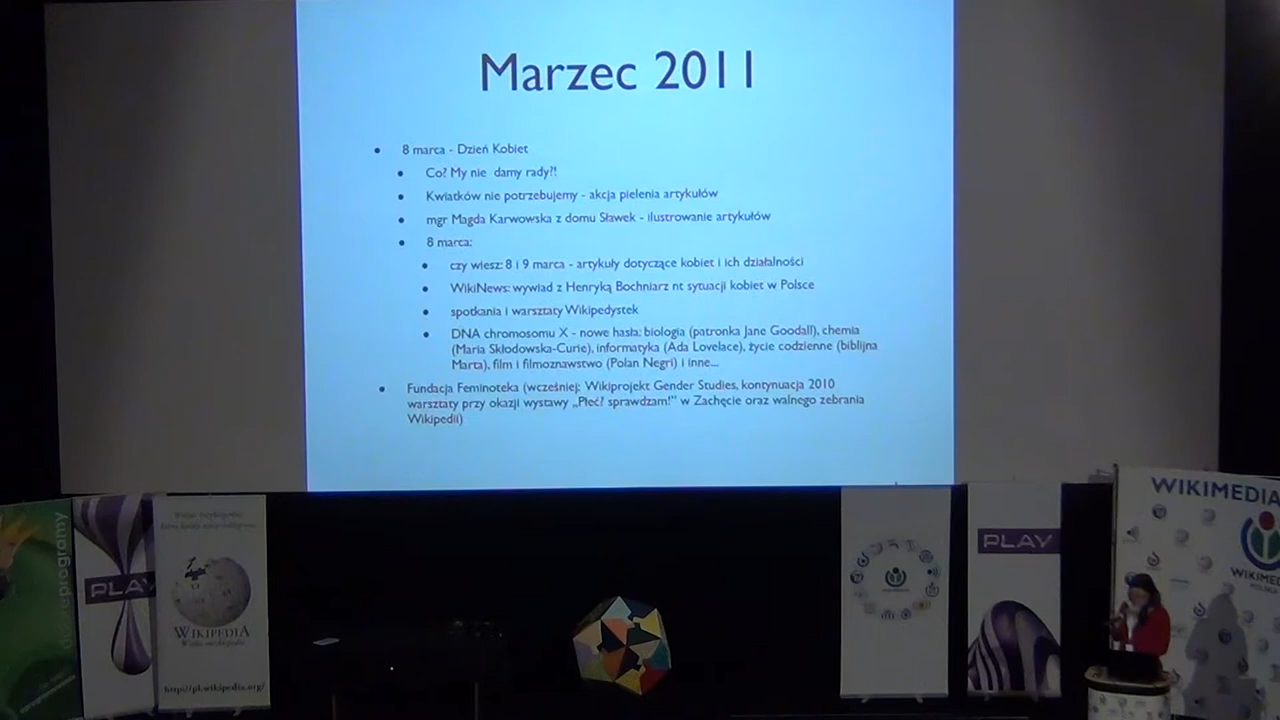 Marzec 2011
• 8 marca - Dzień Kobiet
• Co? My nie damy rady?!
• Kwiatków nie potrzebujemy - akcja pielenia artykułów
• mgr Magda Karwowska z domu Sławek - ilustrowanie artykułów
• 8 marca:
• czy wiesz: 8 i 9 marca - artykuły dotyczące kobiet i ich działalności
• WikiNews: wywiad z Henryką Bochniarz nt sytuacji kobiet w Polsce
• spotkania i warsztaty Wikipedystek
• DNA chromosomu X - nowe hasła: biologia (patronka Jane Goodall), chemia
(Maria Skłodowska-Curie), informatyka (Ada Lovelace), życie codzienne (biblijna
Marta), film i filmoznawstwo (Polan Negri) i inne...
• Fundacja Feminoteka (wcześniej: Wikiprojekt Gender Studies, kontynuacja 2010
warsztaty przy okazji wystawy „Płeć? sprawdzam!" w Zachęcie oraz walnego zebrania
Wikipedii)
programy
PLAY
WIKIPEDIA
Wolna encyklopedia
http://pl.wikipedia.org/
PLAY
WIKIMEDIA
WIKIMED